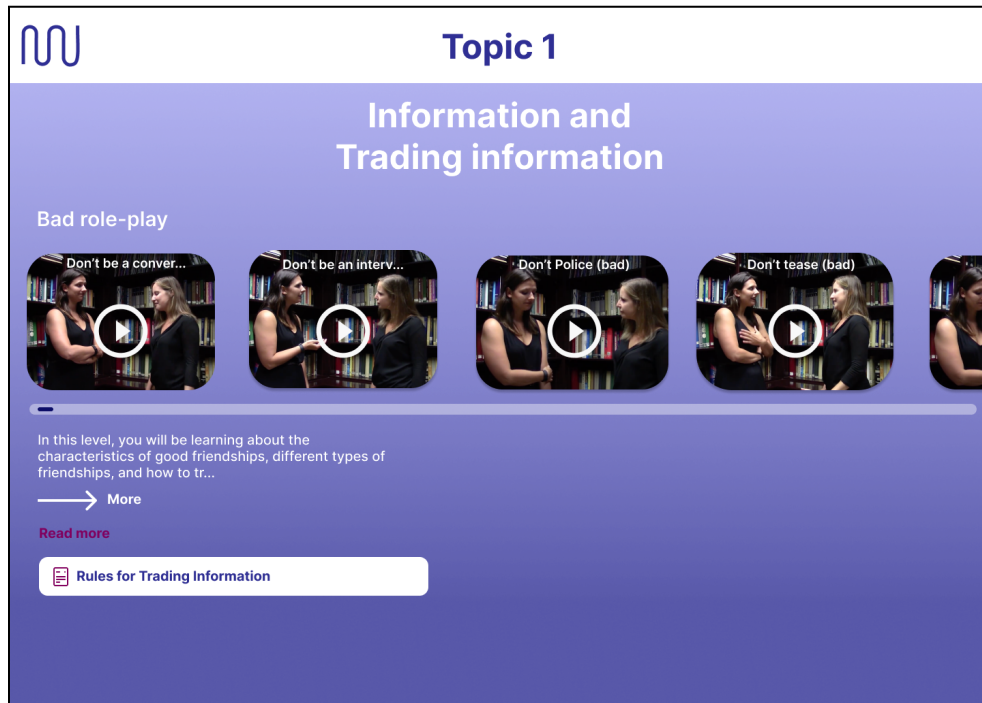 Topic 1
Information and
Trading information
Bad role-play
Don't be a conver...
Don't be an interv...
Don't Police (bad)
Don't tease (bad)
In this level, you will be learning about the
characteristics of good friendships, different types of
friendships, and how to tr...
More
Read more
Rules for Trading Information